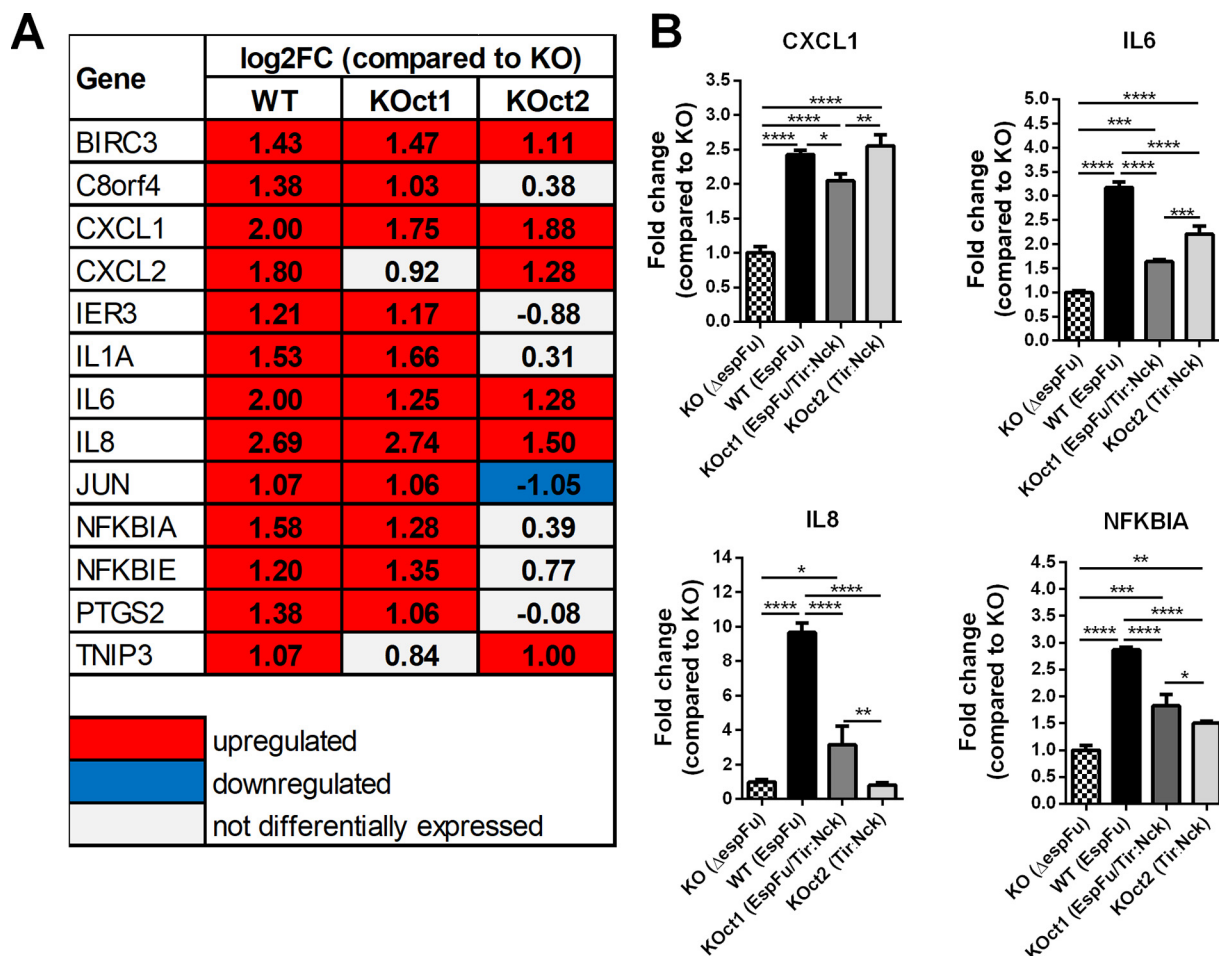 A
Gene log2FC (compared to KO)
WT KOct1 KOct2
BIRC3 1.43 1.47 1.11
C8orf4 1.38 1.03 0.38
CXCL1 2.00 1.75 1.88
CXCL2 1.80 0.92 1.28
IER3 1.21 1.17 -0.88
IL1A 1.53 1.66 0.31
IL6 2.00 1.25 1.28
IL8 2.69 2.74 1.50
JUN 1.07 1.06 -1.05
NFKBIA 1.58 1.28 0.39
NFKBIE 1.20 1.35 0.77
PTGS2 1.38 1.06 -0.08
TNIP3 1.07 0.84 1.00
upregulated
downregulated
not differentially expressed
B
CXCL1
Fold change
(compared to KO)
3.5
3.0
2.5
2.0
1.5
1.0
0.5
0.0
****
**** **
**** *
KO (ΔespFu)
WT (EspFu)
KOct1 (EspFu/Tir:Nck)
KOct2 (Tir:Nck)
IL6
Fold change
(compared to KO)
5.0
4.5
4.0
3.5
3.0
2.5
2.0
1.5
1.0
0.5
0.0
****
***
****
**** ****
***
KO (ΔespFu)
WT (EspFu)
KOct1 (EspFu/Tir:Nck)
KOct2 (Tir:Nck)
IL8
Fold change
(compared to KO)
14
12
10
8
6
4
2
0
*
****
**** ****
**
KO (ΔespFu)
WT (EspFu)
KOct1 (EspFu/Tir:Nck)
KOct2 (Tir:Nck)
NFKBIA
Fold change
(compared to KO)
4.5
4.0
3.5
3.0
2.5
2.0
1.5
1.0
0.5
0.0
**
***
****
**** ****
*
KO (ΔespFu)
WT (EspFu)
KOct1 (EspFu/Tir:Nck)
KOct2 (Tir:Nck)